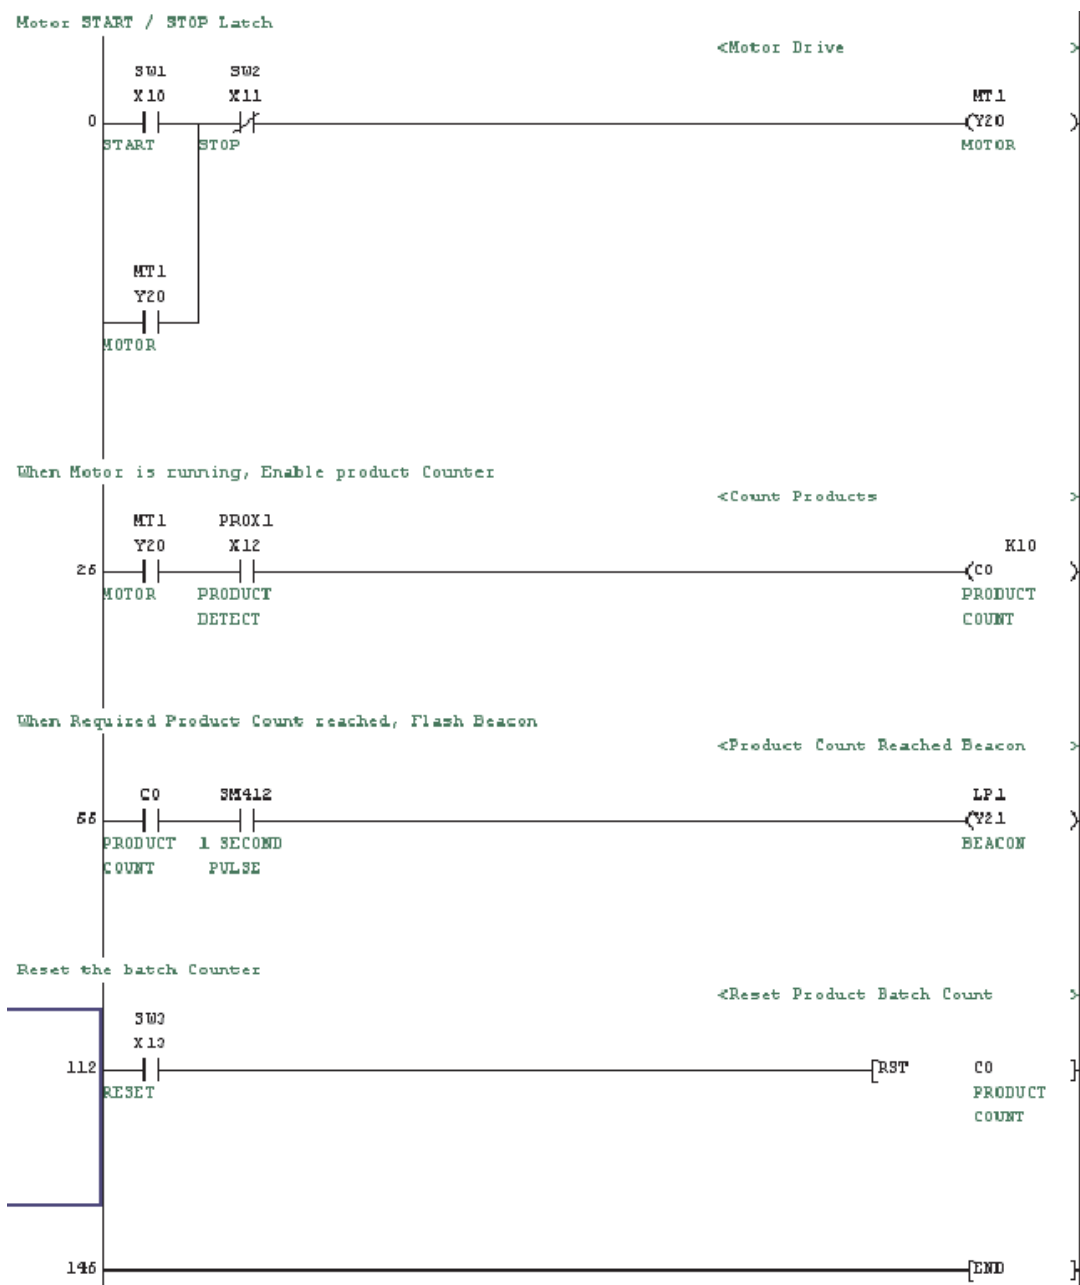 Motor START / STOP Latch
<Motor Drive >
SW1 SW2
X10 X11 MT1
0 (Y20 )
START STOP MOTOR
MT1
Y20
MOTOR
When Motor is running, Enable product Counter
<Count Products >
MT1 PROX1
Y20 X12 K10
26 (C0 )
MOTOR PRODUCT PRODUCT
DETECT COUNT
When Required Product Count reached, Flash Beacon
<Product Count Reached Beacon >
C0 SM412 LP1
66 (Y21 )
PRODUCT 1 SECOND BEACON
COUNT PULSE
Reset the batch Counter
<Reset Product Batch Count >
SW3
X13
112 [RST C0 ]
RESET PRODUCT
COUNT
146 [END ]